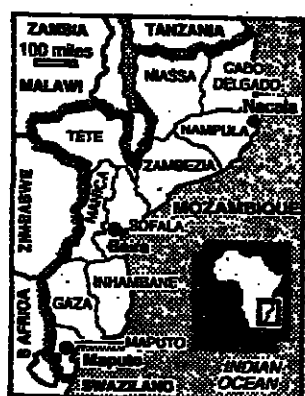 ZAMBIA
TANZANIA
100 miles
NIASSA
CABO
DELGADO
MALAWI
Nacala
TETE
NAMPULA
ZAMBEZIA
MANICA
MOZAMBIQUE
ZIMBABWE
SOFALA
Beira
INHAMBANE
GAZA
S AFRICA
MAPUTO
Maputo
SWAZILAND
INDIAN
OCEAN